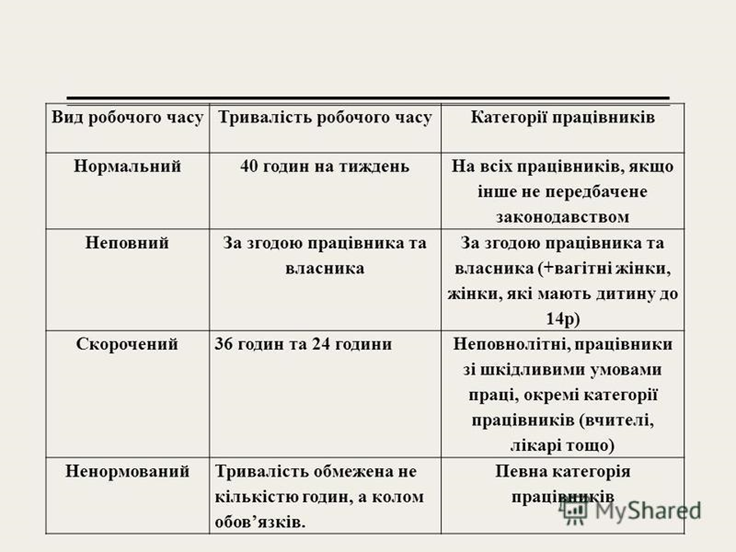 Вид робочого часу Тривалість робочого часу Категорії працівників
Нормальний 40 годин на тиждень На всіх працівників, якщо
інше не передбачене
законодавством
Неповний За згодою працівника та За згодою працівника та
власника власника (+вагітні жінки,
жінки, які мають дитину до
14р)
Скорочений 36 годин та 24 години Неповнолітні, працівники
зі шкідливими умовами
праці, окремі категорії
працівників (вчителі,
лікарі тощо)
Ненормований Тривалість обмежена не Певна категорія
кількістю годин, а колом працівників
обов’язків.
MyShared